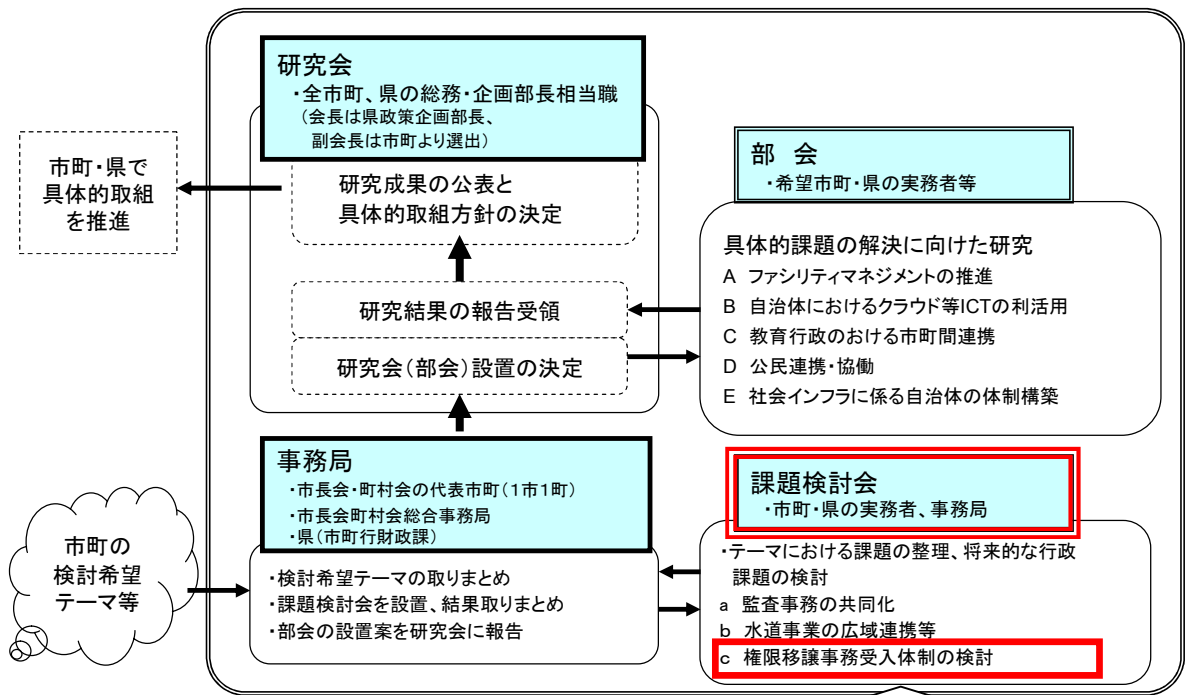 研究会
・全市町、県の総務・企画部長相当職
（会長は県政策企画部長、
副会長は市町より選出）
市町・県で
具体的取組
を推進
研究成果の公表と
具体的取組方針の決定
研究結果の報告受領
研究会（部会）設置の決定
部　会
・希望市町・県の実務者等
具体的課題の解決に向けた研究
A　ファシリティマネジメントの推進
B　自治体におけるクラウド等ICTの利活用
C　教育行政のおける市町間連携
D　公民連携・協働
E　社会インフラに係る自治体の体制構築
事務局
・市長会・町村会の代表市町（1市1町）
・市長会町村会総合事務局
・県（市町行財政課）
市町の
検討希望
テーマ等
・検討希望テーマの取りまとめ
・課題検討会を設置、結果取りまとめ
・部会の設置案を研究会に報告
課題検討会
・市町・県の実務者、事務局
・テーマにおける課題の整理、将来的な行政
課題の検討
a　監査事務の共同化
b　水道事業の広域連携等
c　権限移譲事務受入体制の検討